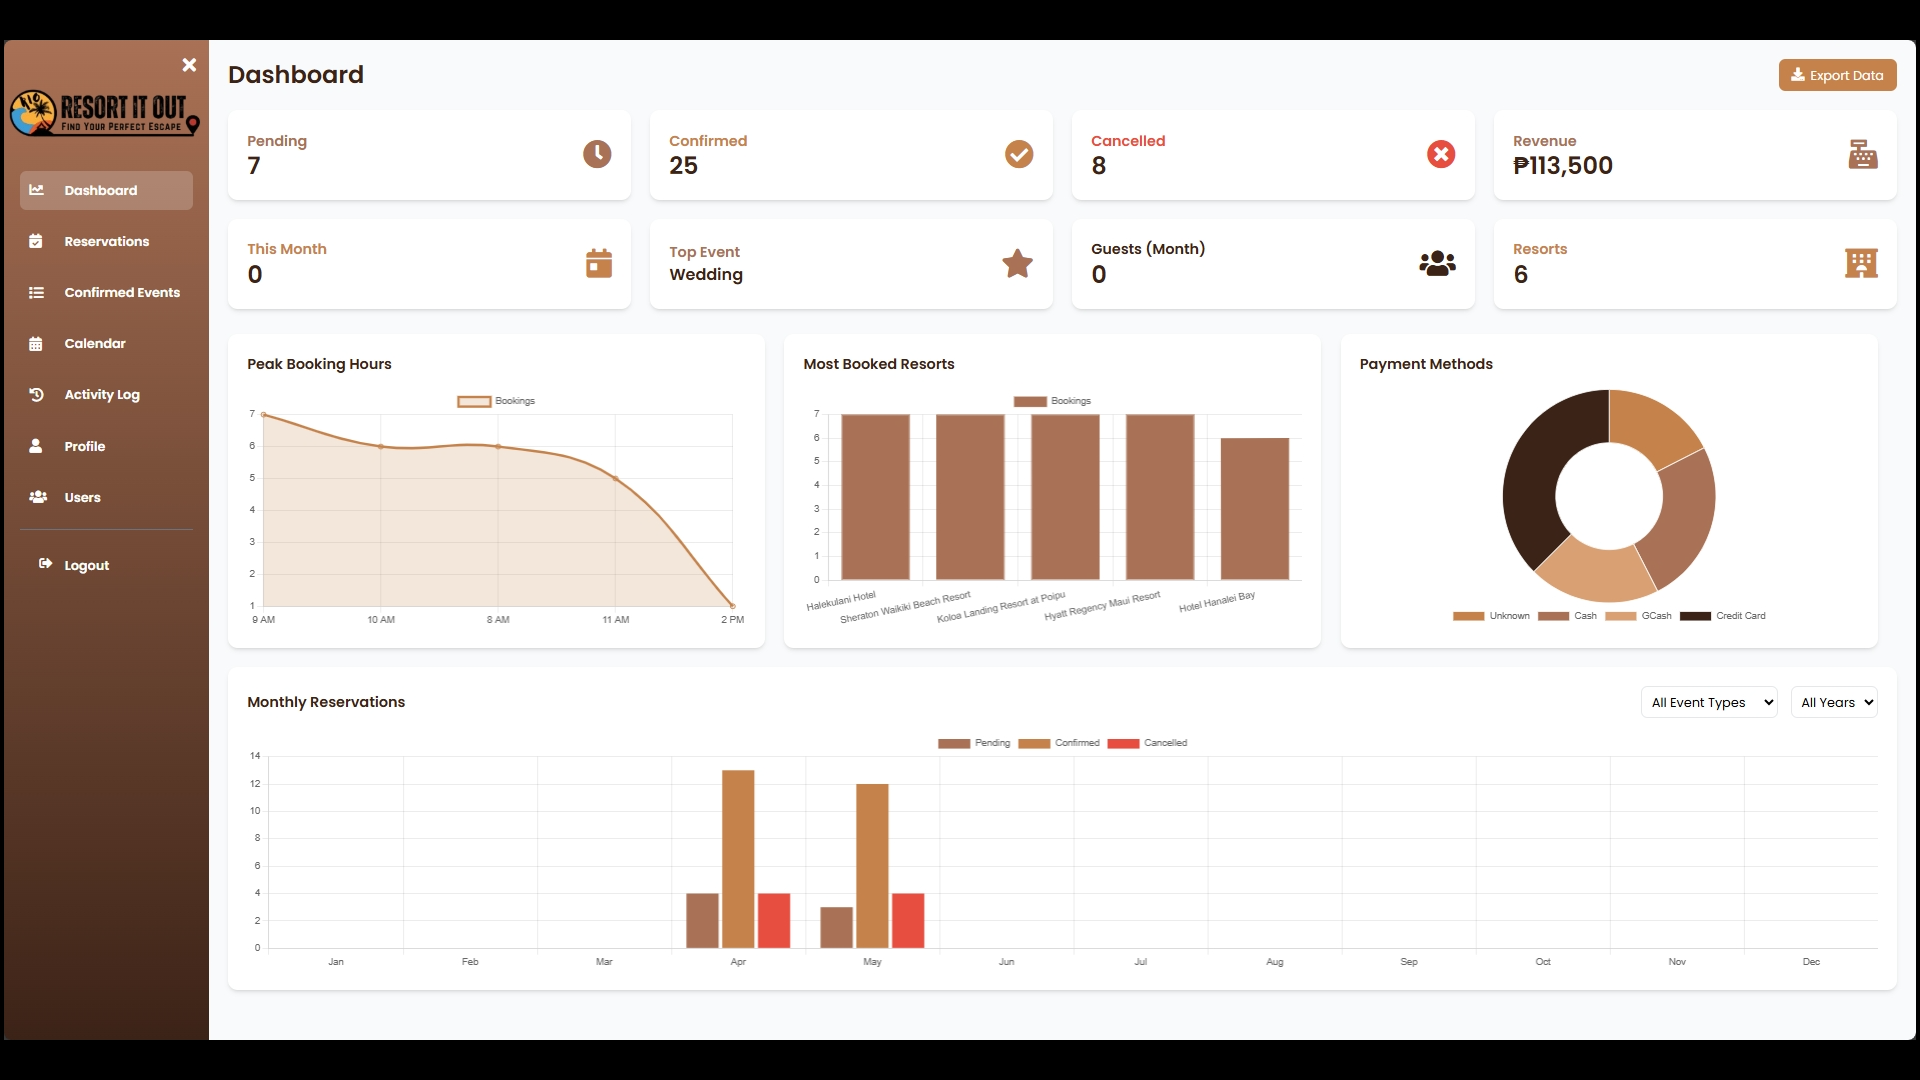 RESORT IT OUT
FIND YOUR PERFECT ESCAPE
Dashboard
Reservations
Confirmed Events
Calendar
Activity Log
Profile
Users
Logout
Dashboard
Export Data
Pending
7
Confirmed
25
Cancelled
8
Revenue
₱113,500
This Month
0
Top Event
Wedding
Guests (Month)
0
Resorts
6
Peak Booking Hours
Bookings
7
6
5
4
3
2
1
9 AM 10 AM 8 AM 11 AM 2 PM
Most Booked Resorts
Bookings
7
6
5
4
3
2
1
0
Halekulani Hotel
Sheraton Waikiki Beach Resort
Koloa Landing Resort at Poipu
Hyatt Regency Maui Resort
Hotel Hanalei Bay
Payment Methods
Unknown Cash GCash Credit Card
Monthly Reservations
All Event Types All Years
Pending Confirmed Cancelled
14
12
10
8
6
4
2
0
Jan Feb Mar Apr May Jun Jul Aug Sep Oct Nov Dec